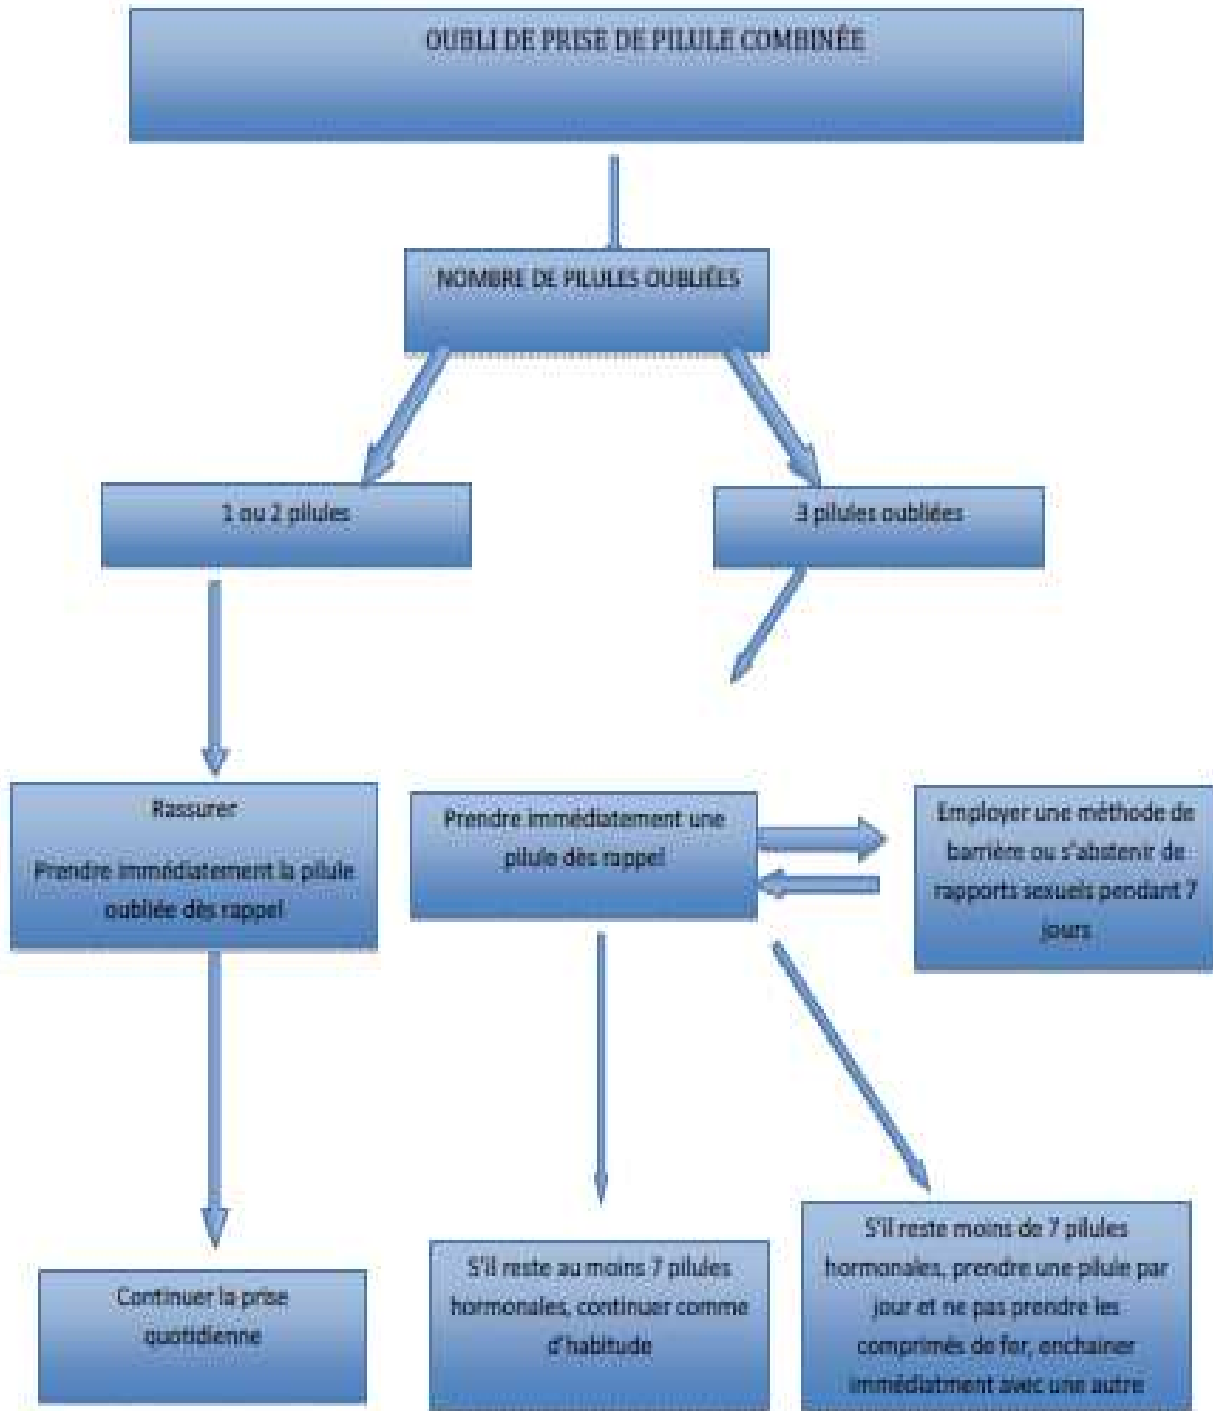 OUBLI DE PRISE DE PILULE COMBINÉE
NOMBRE DE PILULES OUBLIÉES
1 ou 2 pilules
3 pilules oubliées
Rassurer
Prendre immédiatement la pilule
oubliée dès rappel
Prendre immédiatement une
pilule dès rappel
Employer une méthode de
barrière ou s'abstenir de
rapports sexuels pendant 7
jours
Continuer la prise
quotidienne
S'il reste au moins 7 pilules
hormonales, continuer comme
d'habitude
S'il reste moins de 7 pilules
hormonales, prendre une pilule par
jour et ne pas prendre les
comprimés de fer, enchainer
immédiatment avec une autre